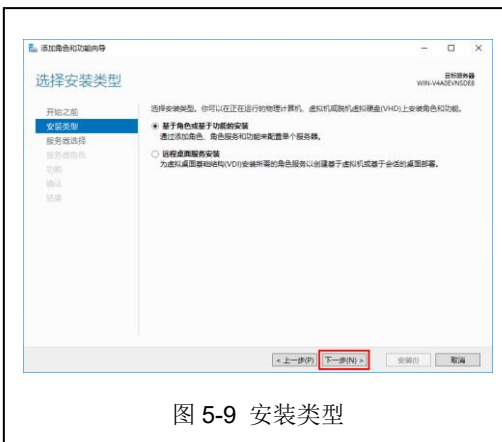 添加角色和功能向导
选择安装类型
目标服务器
WIN-V4A0EVNSDE8
开始之前
安装类型
服务器选择
服务器角色
功能
确认
结果
选择安装类型。你可以在正在运行的物理计算机、虚拟机或脱机虚拟硬盘(VHD)上安装角色和功能。
基于角色或基于功能的安装
通过添加角色、角色服务和功能来配置单个服务器。
远程桌面服务安装
为虚拟桌面基础结构(VDI)安装所需的角色服务以创建基于虚拟机或基于会话的桌面部署。
< 上一步(P) 下一步(N) > 安装(I) 取消
图 5-9 安装类型